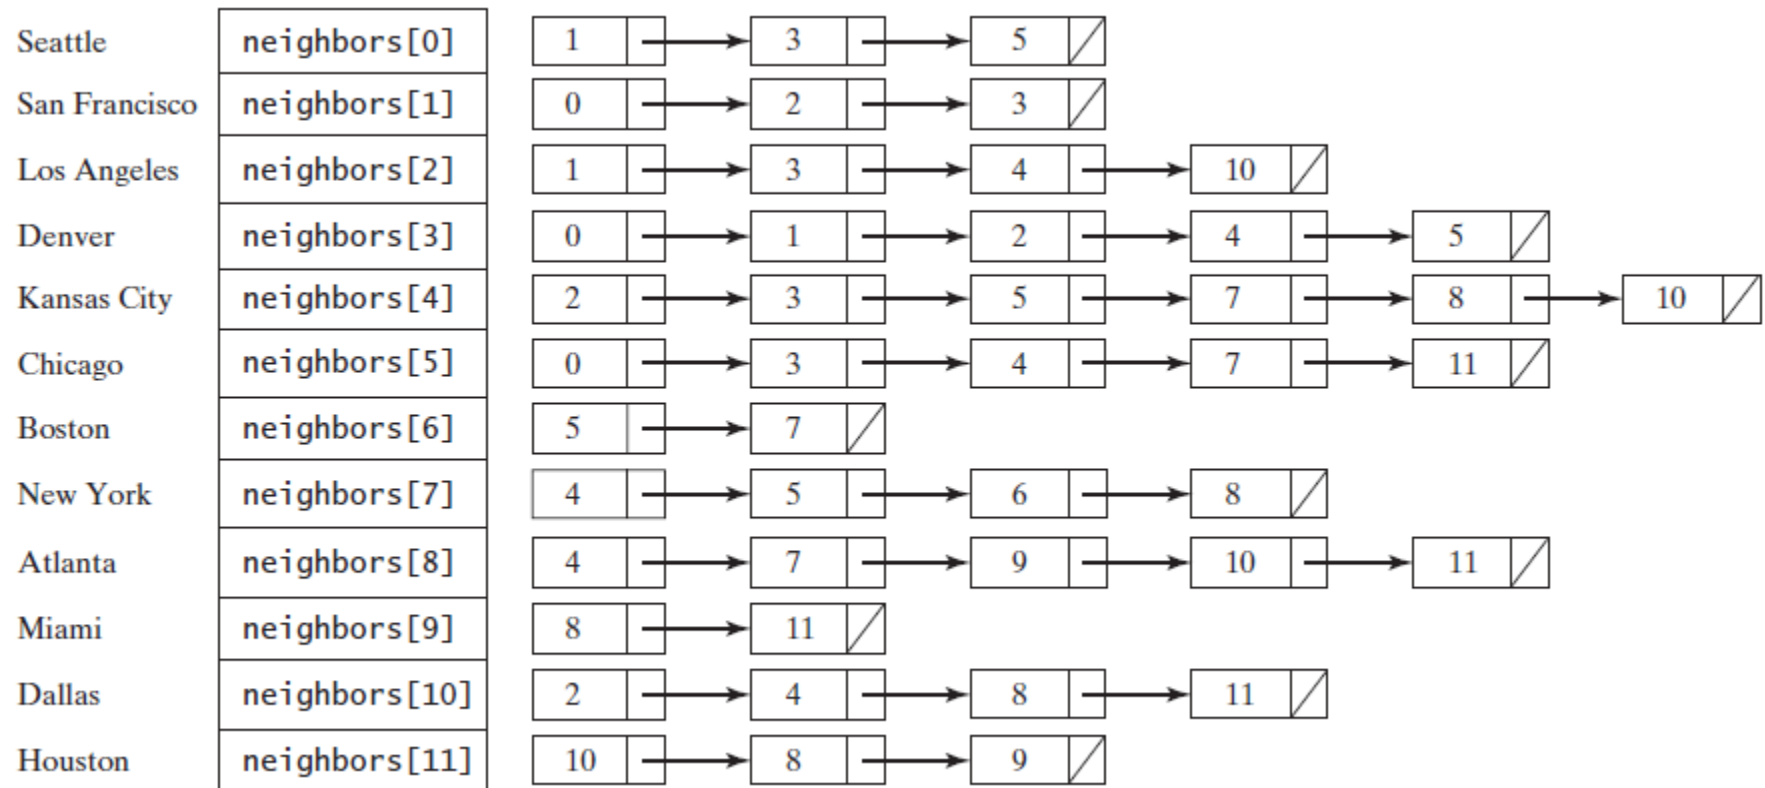 Seattle neighbors[0] 1 3 5
San Francisco neighbors[1] 0 2 3
Los Angeles neighbors[2] 1 3 4 10
Denver neighbors[3] 0 1 2 4 5
Kansas City neighbors[4] 2 3 5 7 8 10
Chicago neighbors[5] 0 3 4 7 11
Boston neighbors[6] 5 7
New York neighbors[7] 4 5 6 8
Atlanta neighbors[8] 4 7 9 10 11
Miami neighbors[9] 8 11
Dallas neighbors[10] 2 4 8 11
Houston neighbors[11] 10 8 9